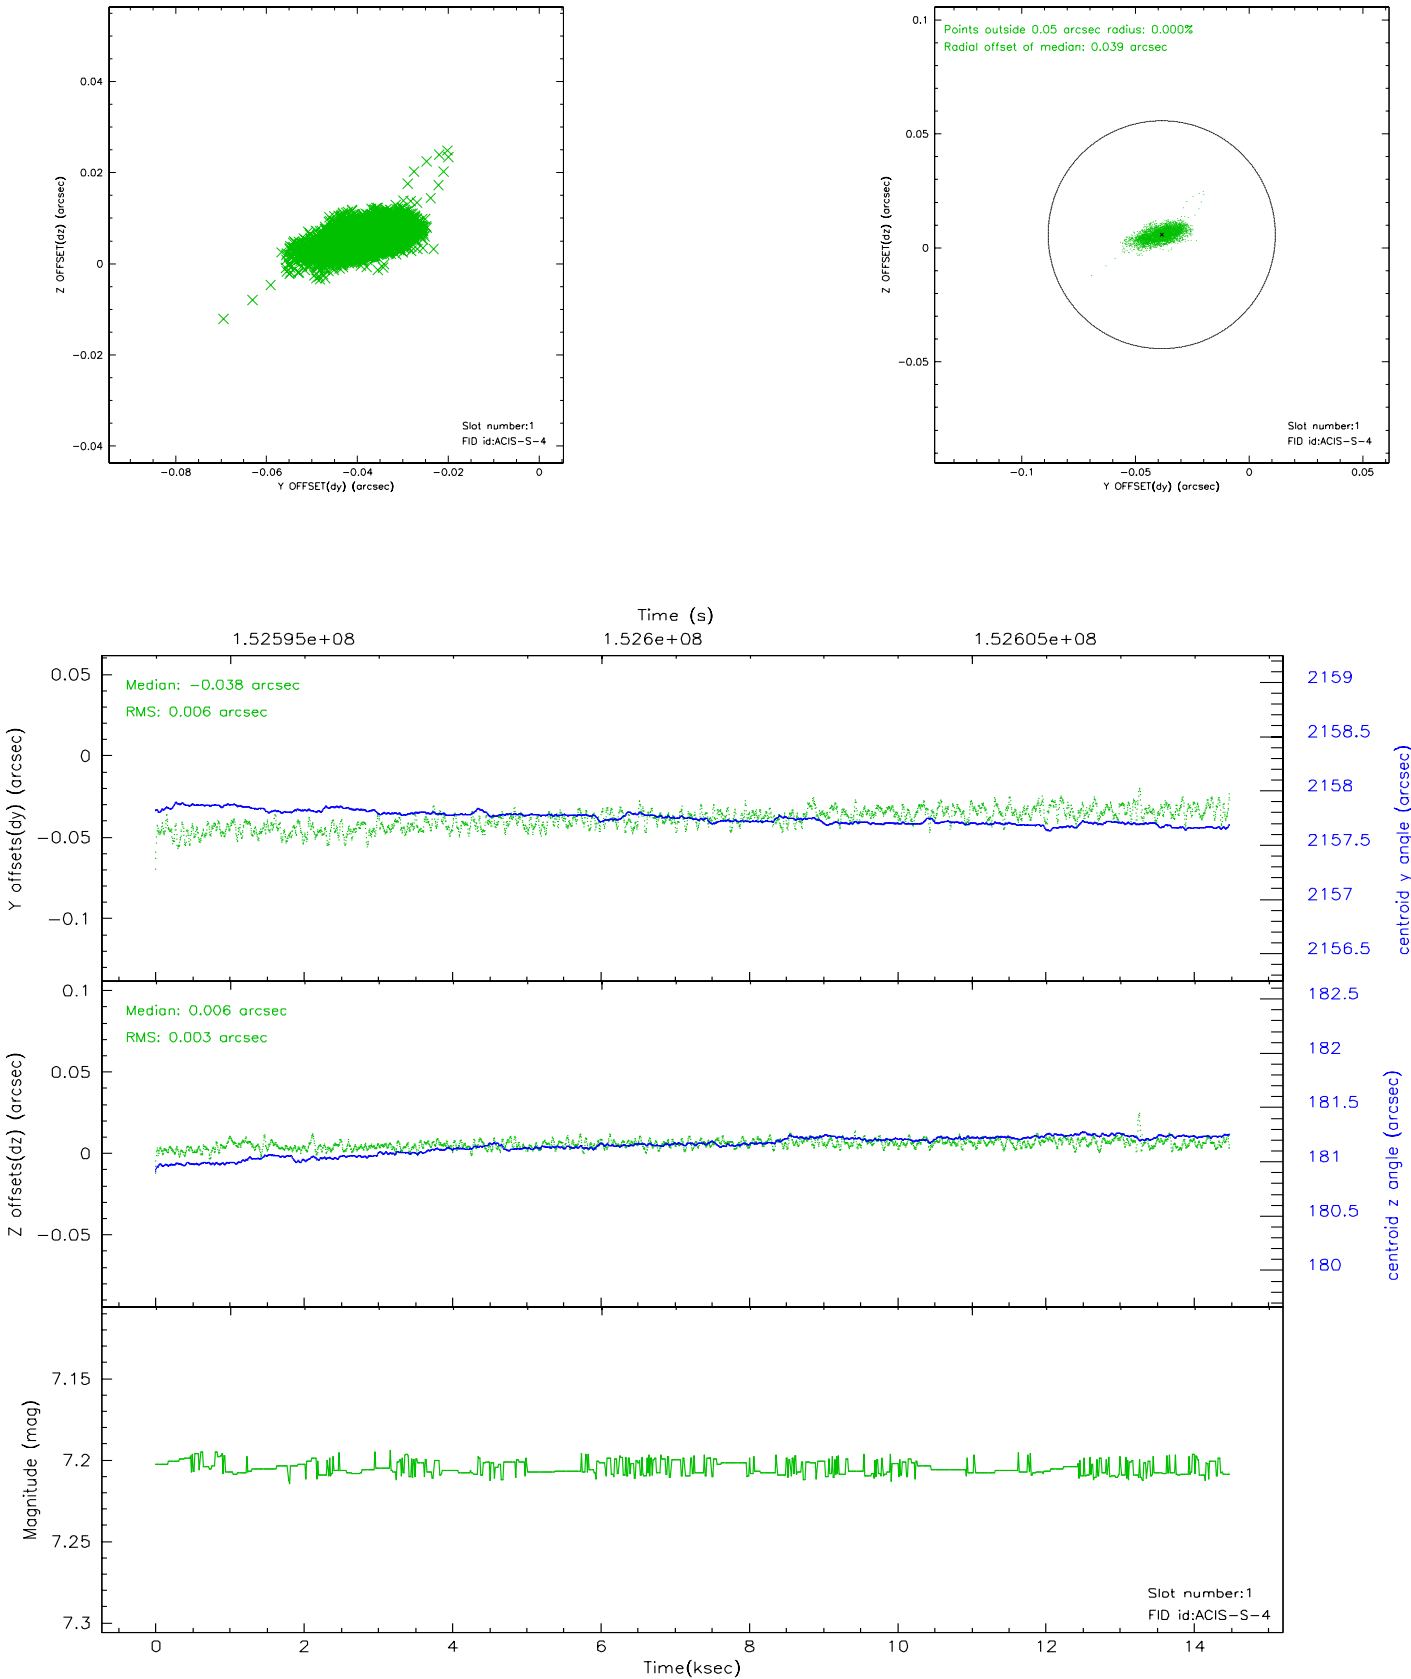 0.04
0.02
0
−0.02
−0.04
Z OFFSET(dz) (arcsec)
Slot number:1
FID id:ACIS−S−4
−0.08 −0.06 −0.04 −0.02 0
Y OFFSET(dy) (arcsec)
Points outside 0.05 arcsec radius: 0.000%
Radial offset of median: 0.039 arcsec
0.1
0.05
0
−0.05
Z OFFSET(dz) (arcsec)
Slot number:1
FID id:ACIS−S−4
−0.1 −0.05 0 0.05
Y OFFSET(dy) (arcsec)
Time (s)
1.52595e+08 1.526e+08 1.52605e+08
Median: −0.038 arcsec
RMS: 0.006 arcsec
0.05
0
−0.05
−0.1
Y offsets(dy) (arcsec)
2159
2158.5
2158
2157.5
2157
2156.5
centroid y angle (arcsec)
Median: 0.006 arcsec
RMS: 0.003 arcsec
0.1
0.05
0
−0.05
Z offsets(dz) (arcsec)
182.5
182
181.5
181
180.5
180
centroid z angle (arcsec)
7.15
7.2
7.25
7.3
Magnitude (mag)
Slot number:1
FID id:ACIS−S−4
0 2 4 6 8 10 12 14
Time(ksec)